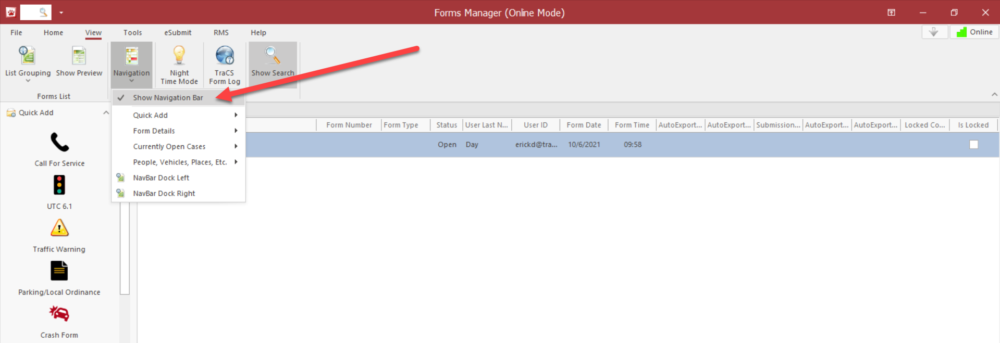 Forms Manager (Online Mode)
File Home View Tools eSubmit RMS Help
Online
List Grouping
Show Preview
Navigation
Night
Time Mode
TraCS
Form Log
Show Search
Forms List
Show Navigation Bar
Quick Add
Form Details
Currently Open Cases
People, Vehicles, Places, Etc.
NavBar Dock Left
NavBar Dock Right
Quick Add
Call For Service
UTC 6.1
Traffic Warning
Parking/Local Ordinance
Crash Form
Form Number Form Type Status User Last N... User ID Form Date Form Time AutoExport... AutoExport... Submission... AutoExport... AutoExport... Locked Co... Is Locked
Open Day erickd@tra... 10/6/2021 09:58